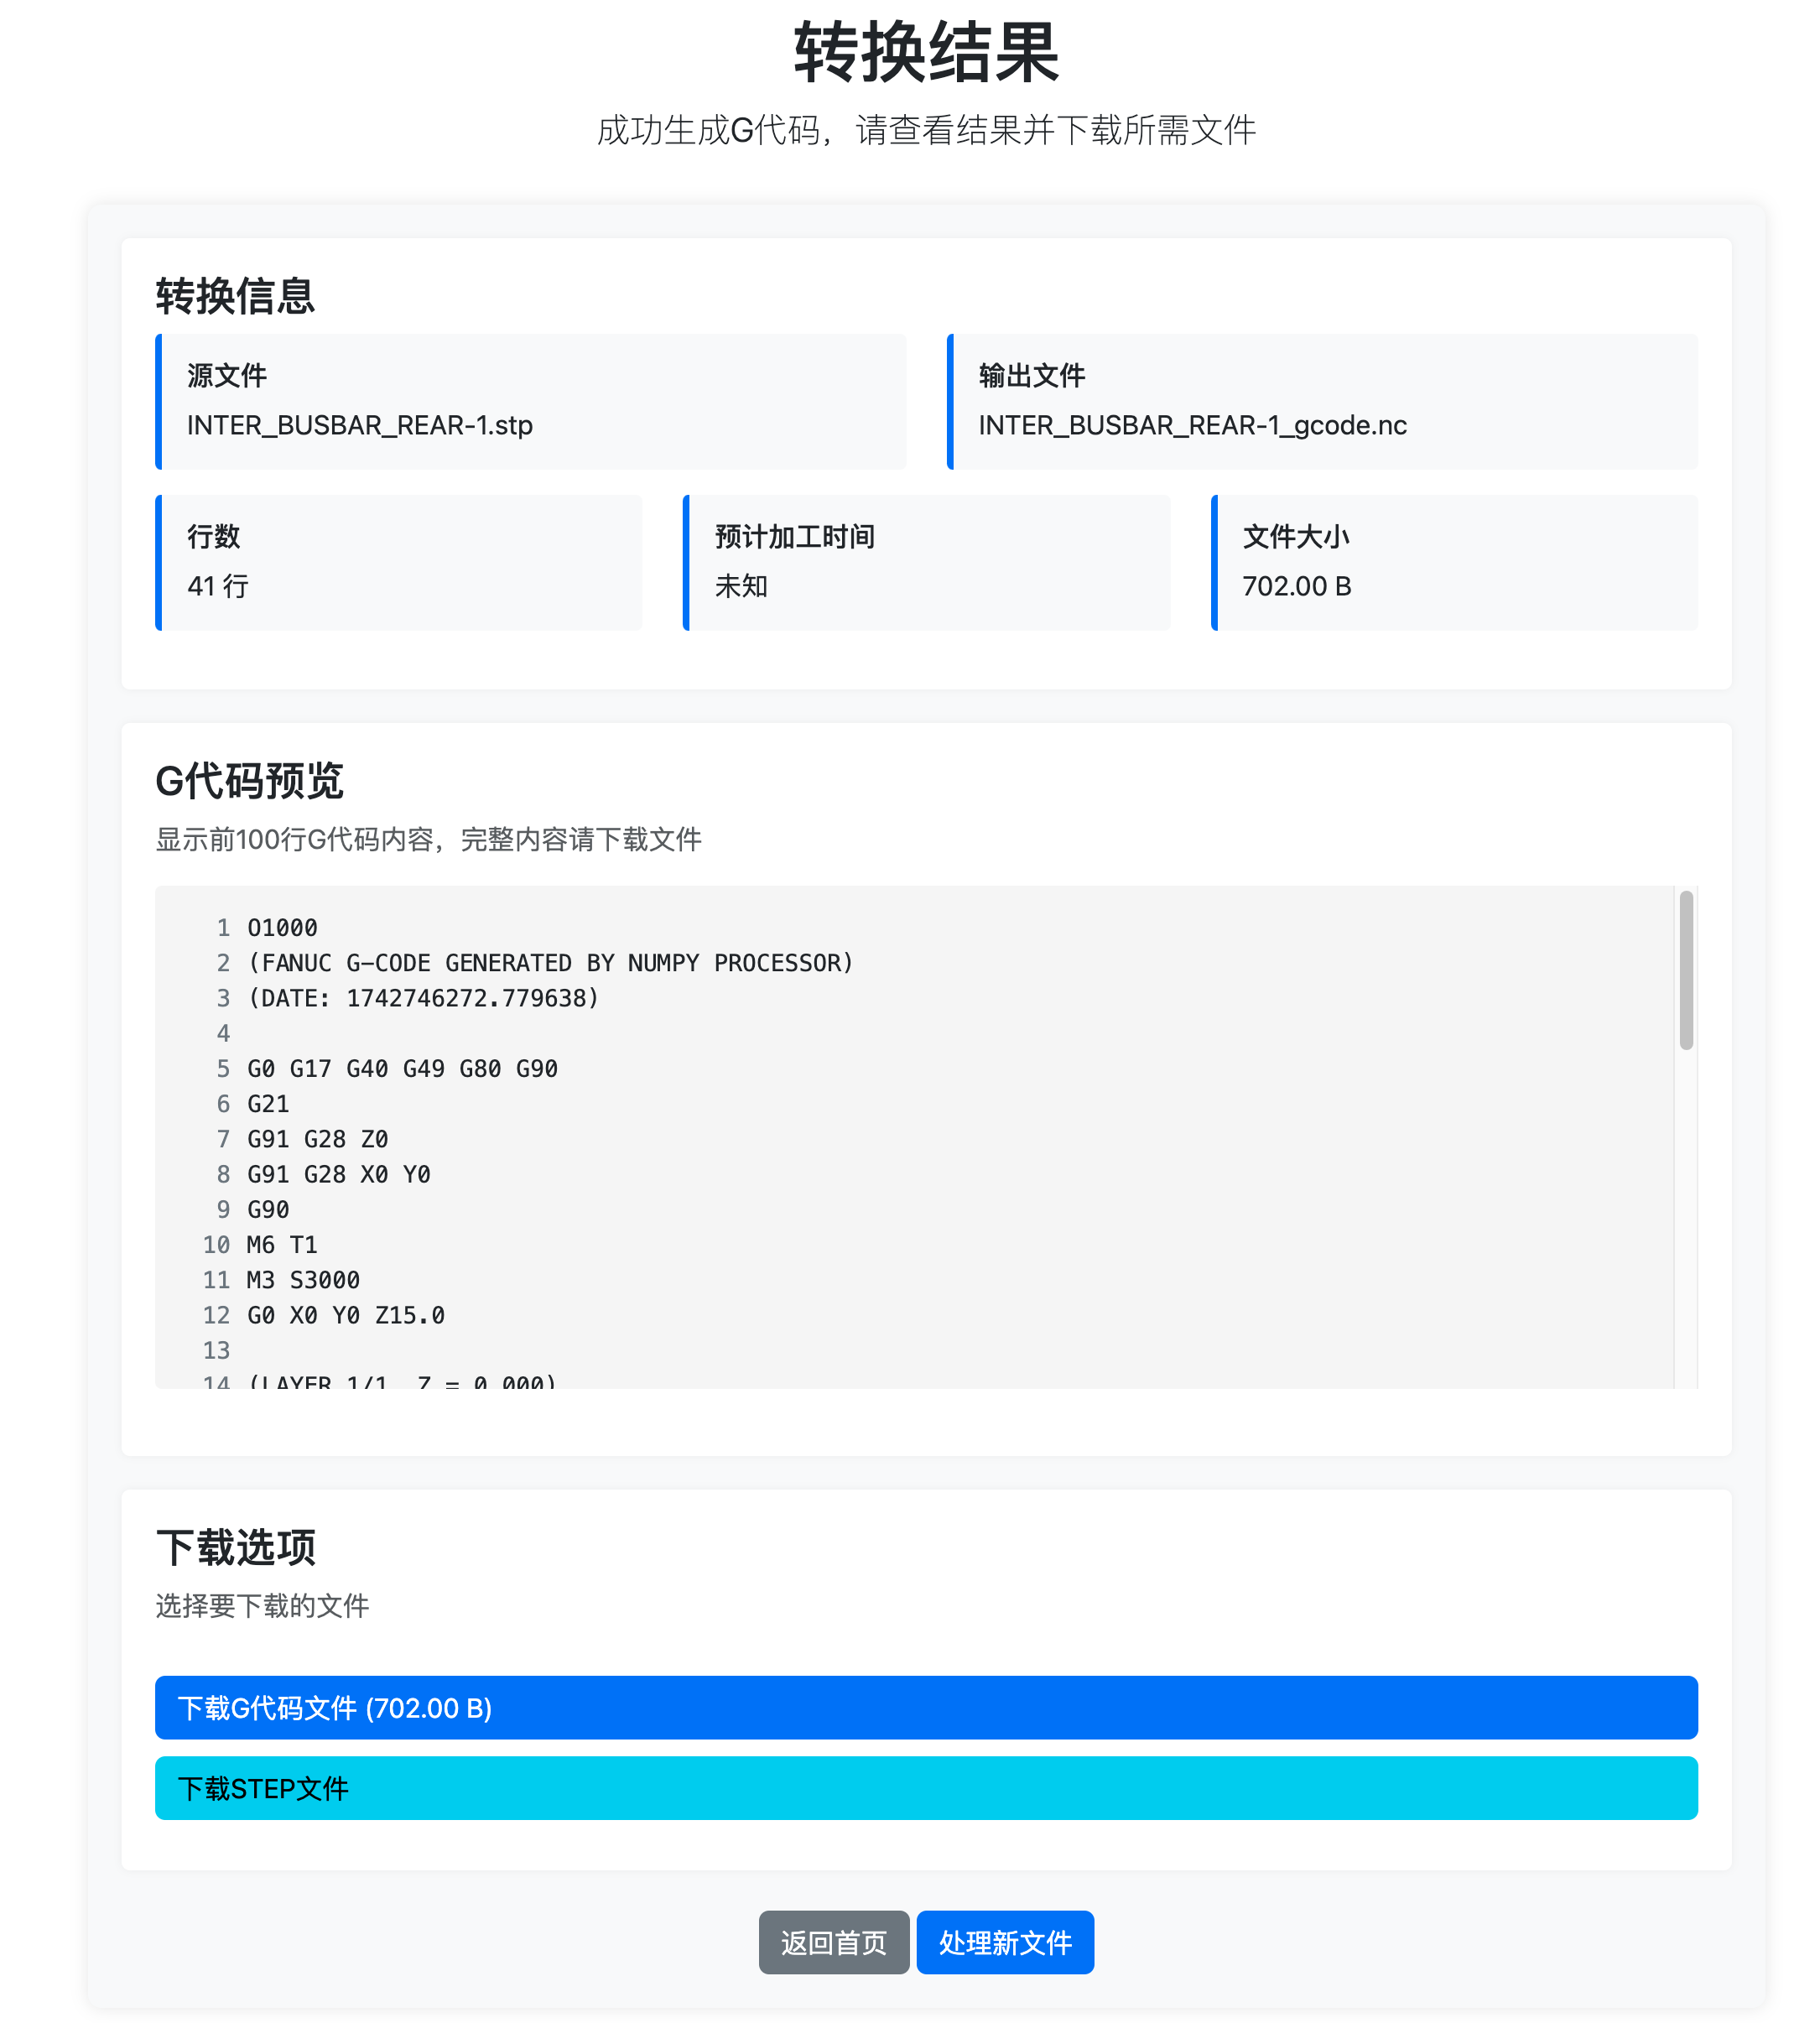 转换结果
成功生成G代码，请查看结果并下载所需文件
转换信息
源文件
INTER_BUSBAR_REAR-1.stp
输出文件
INTER_BUSBAR_REAR-1_gcode.nc
行数
41 行
预计加工时间
未知
文件大小
702.00 B
G代码预览
显示前100行G代码内容，完整内容请下载文件
1 O1000
2 (FANUC G-CODE GENERATED BY NUMPY PROCESSOR)
3 (DATE: 1742746272.779638)
4
5 G0 G17 G40 G49 G80 G90
6 G21
7 G91 G28 Z0
8 G91 G28 X0 Y0
9 G90
10 M6 T1
11 M3 S3000
12 G0 X0 Y0 Z15.0
13
14 (LAYER 1/1, Z = 0.000)
下载选项
选择要下载的文件
下载G代码文件 (702.00 B)
下载STEP文件
返回首页
处理新文件